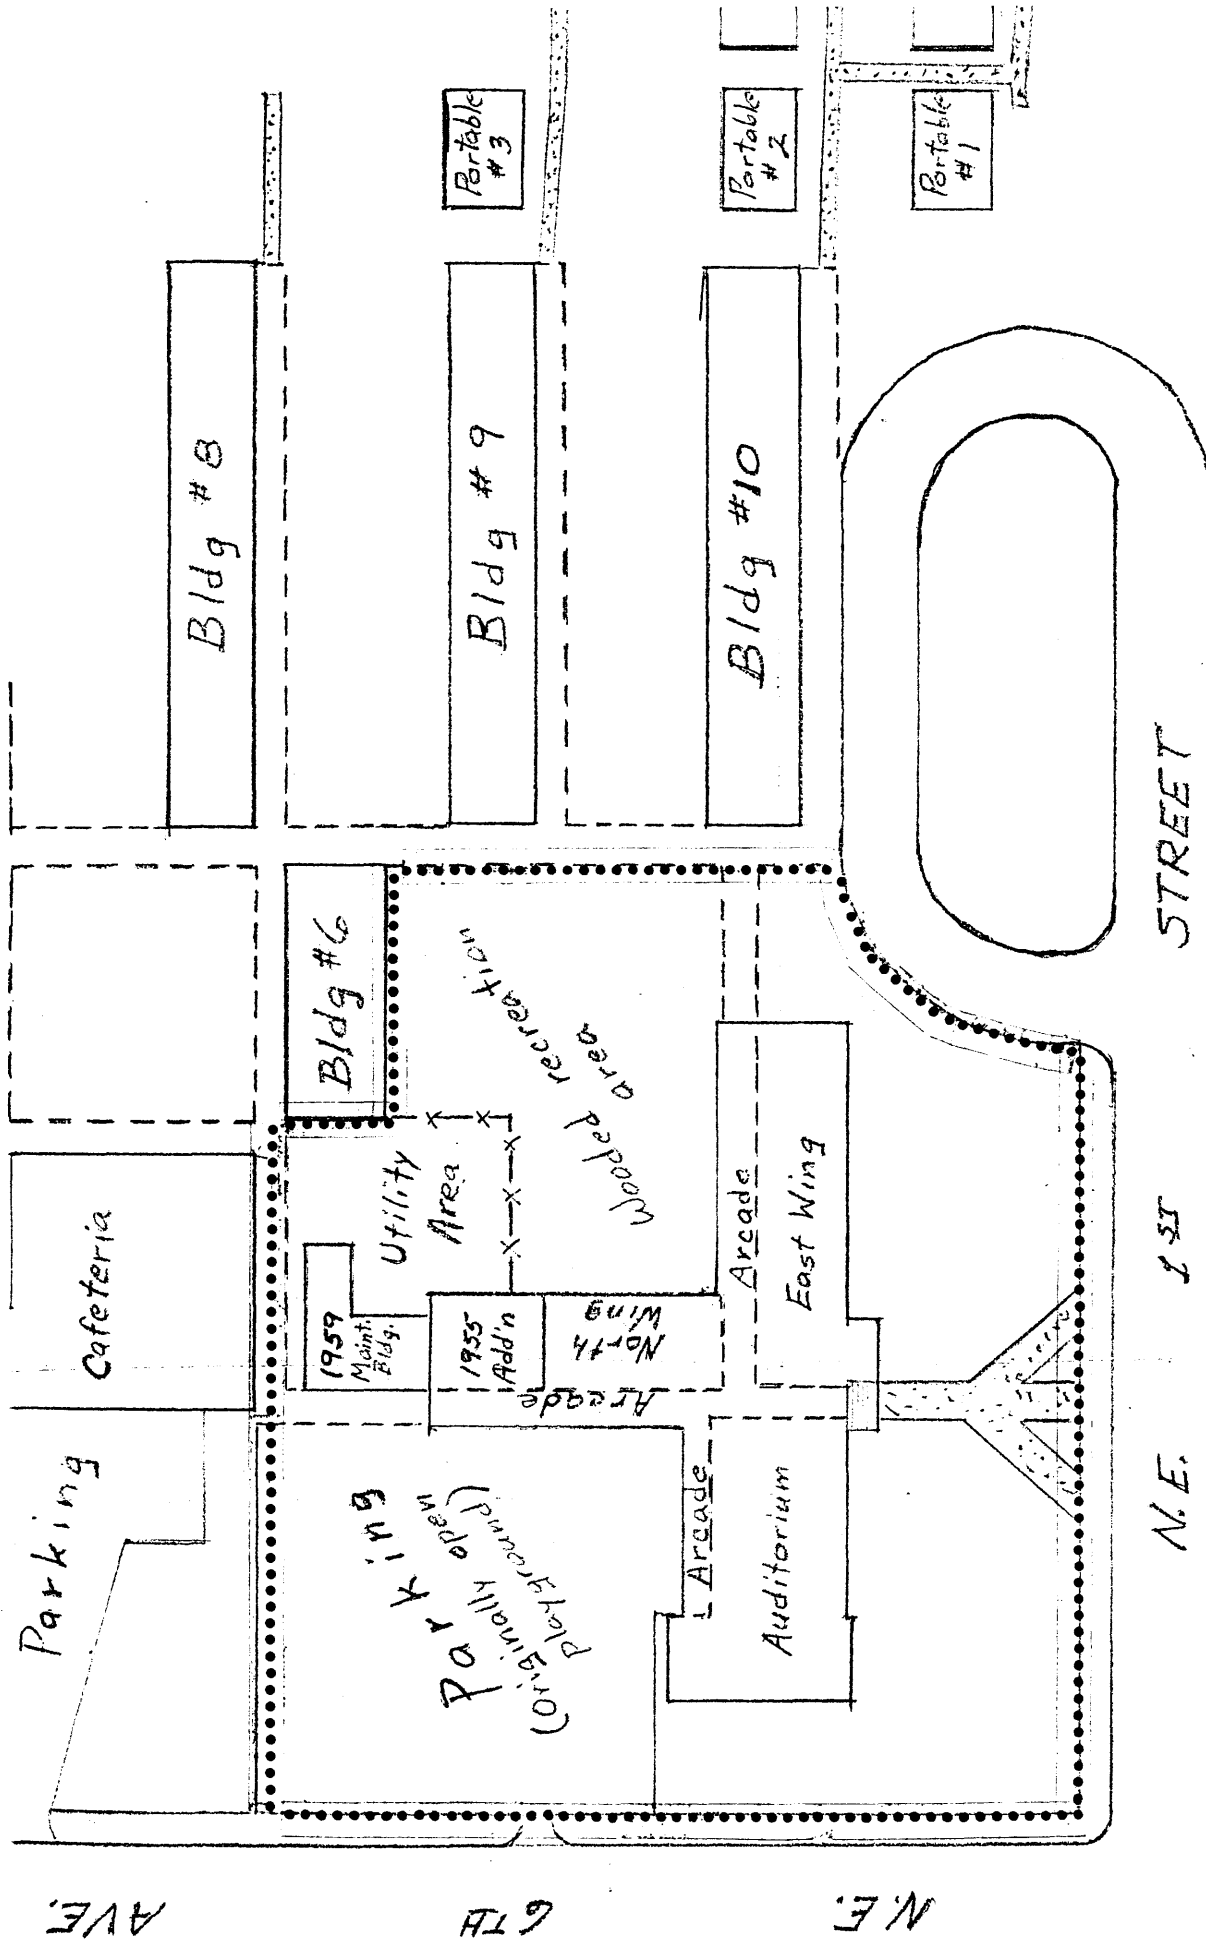 Parking
Cafeteria
Bldg #8
Bldg #6
Bldg #9
Bldg #10
Portable
#3
Portable
#2
Portable
#1
Utility
Area
1959
Maint.
Bldg.
1955
Add'n
North
Wing
Wooded recreation
area
Arcade
Arcade
East Wing
Arcade
Auditorium
Parking
(originally open
playground)
N.E. 1ST STREET
N.E. 6TH AVE.